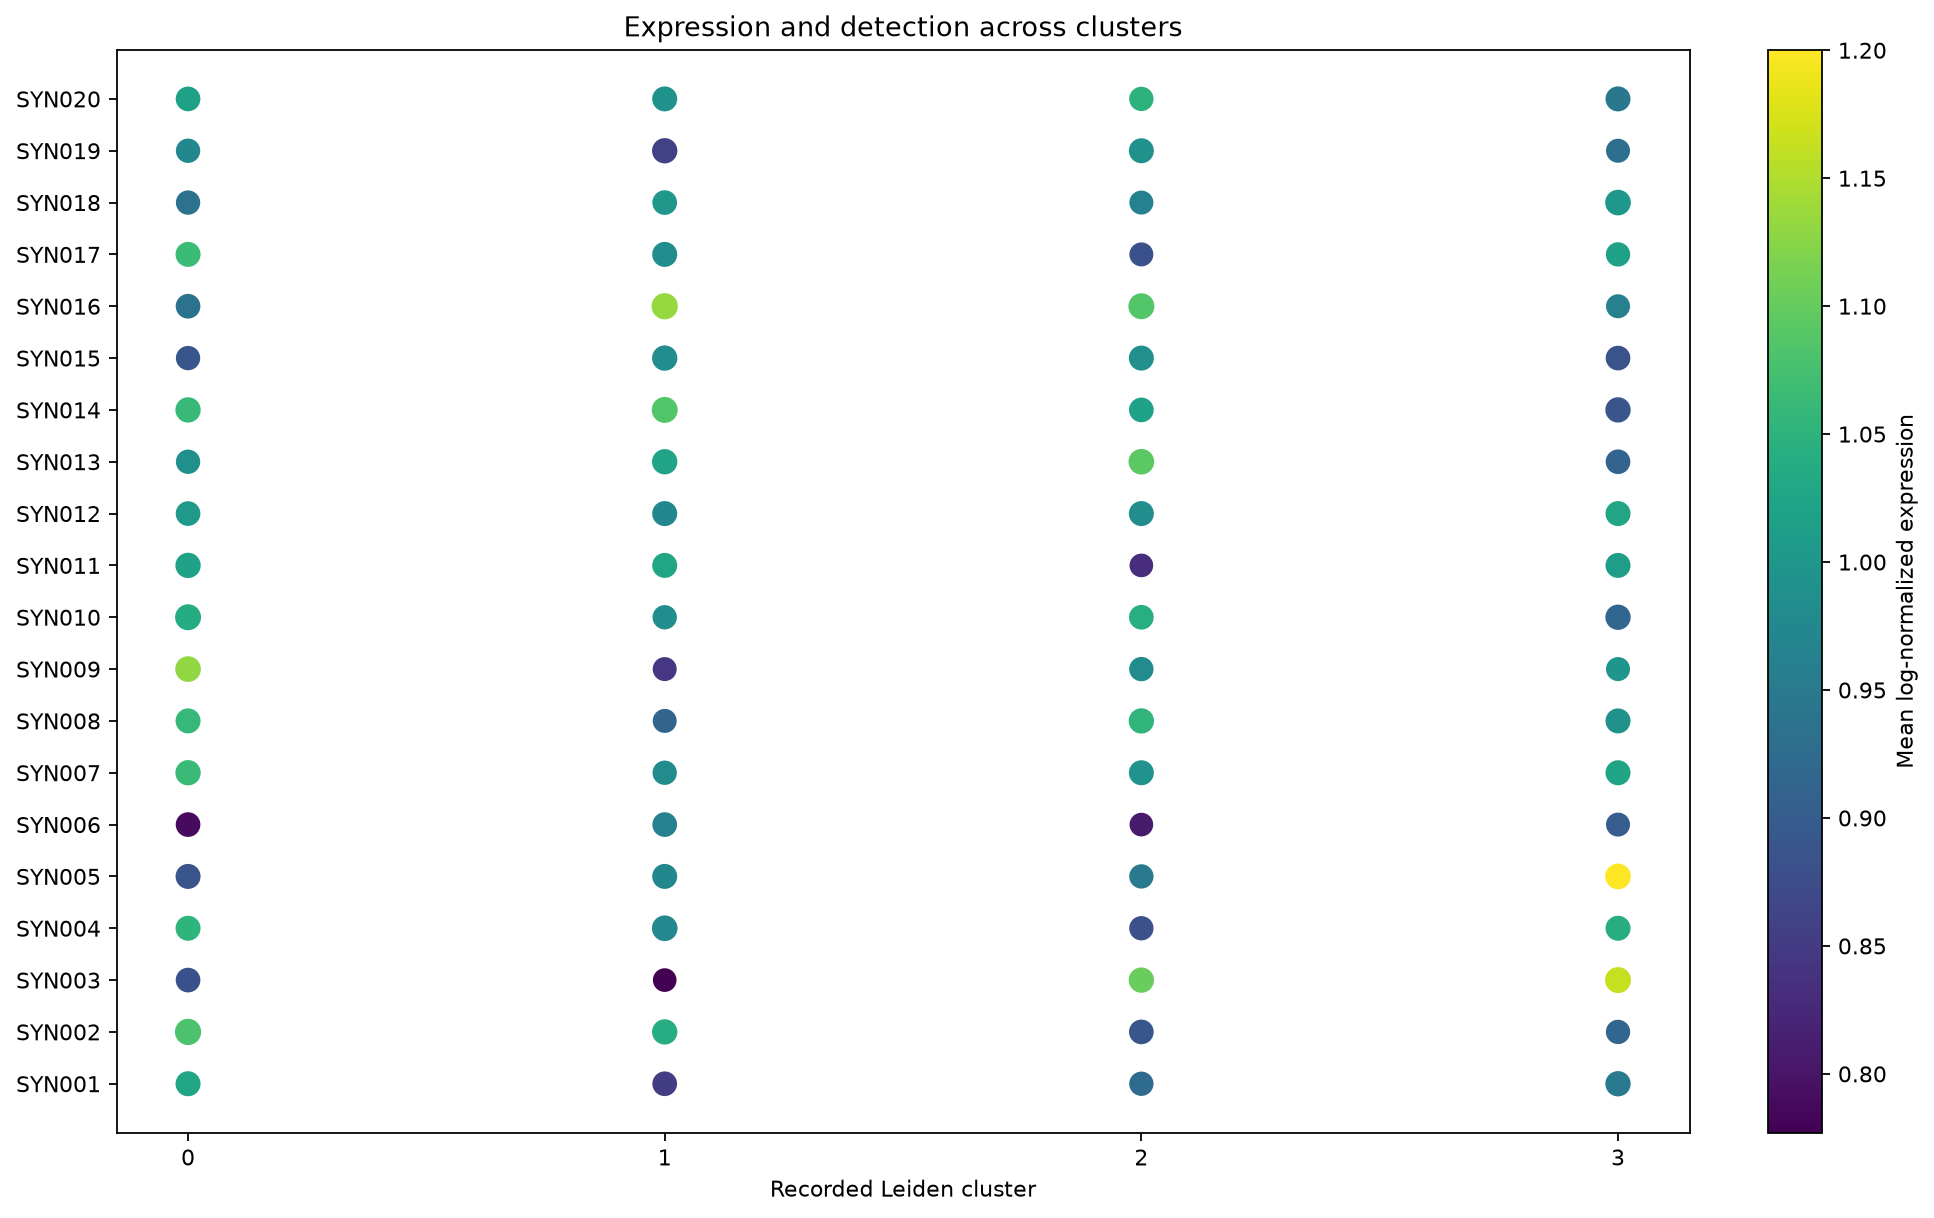 Expression and detection across clusters
SYN020
SYN019
SYN018
SYN017
SYN016
SYN015
SYN014
SYN013
SYN012
SYN011
SYN010
SYN009
SYN008
SYN007
SYN006
SYN005
SYN004
SYN003
SYN002
SYN001
0 1 2 3
Recorded Leiden cluster
1.20
1.15
1.10
1.05
1.00
0.95
0.90
0.85
0.80
Mean log-normalized expression